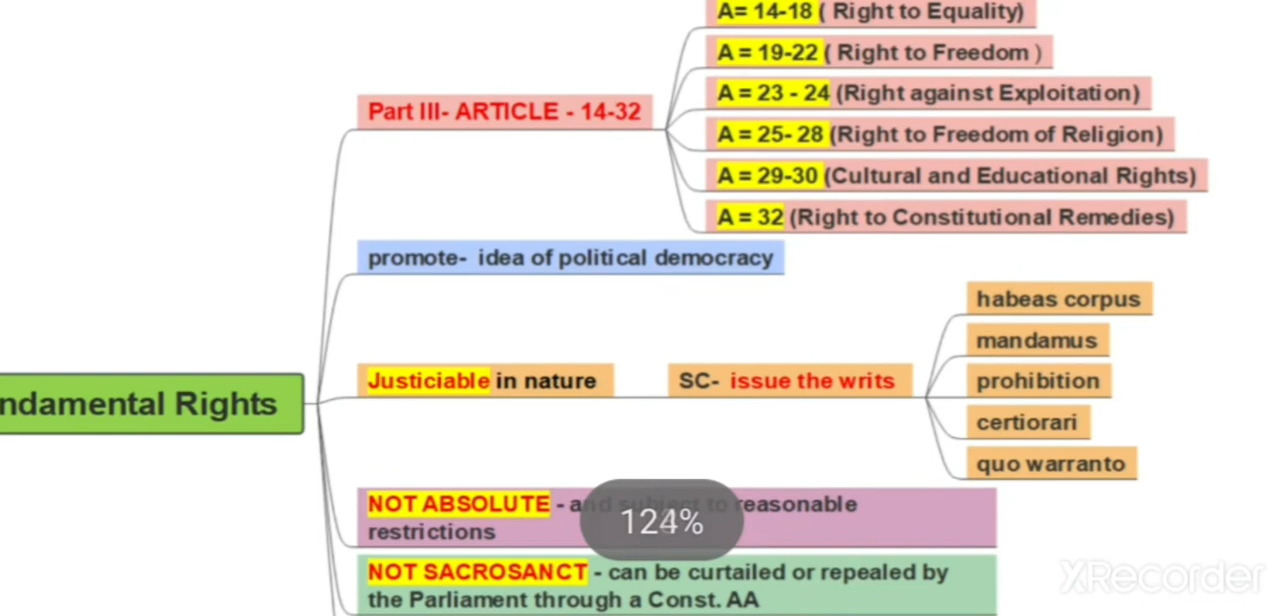 A= 14-18 ( Right to Equality)
A = 19-22 ( Right to Freedom )
A = 23 - 24 (Right against Exploitation)
Part III- ARTICLE - 14-32
A = 25- 28 (Right to Freedom of Religion)
A = 29-30 (Cultural and Educational Rights)
A = 32 (Right to Constitutional Remedies)
promote- idea of political democracy
habeas corpus
mandamus
Justiciable in nature
SC- issue the writs
prohibition
ndamental Rights
certiorari
quo warranto
NOT ABSOLUTE - and subject to reasonable
restrictions
124%
NOT SACROSANCT - can be curtailed or repealed by
the Parliament through a Const. AA
XRecorder